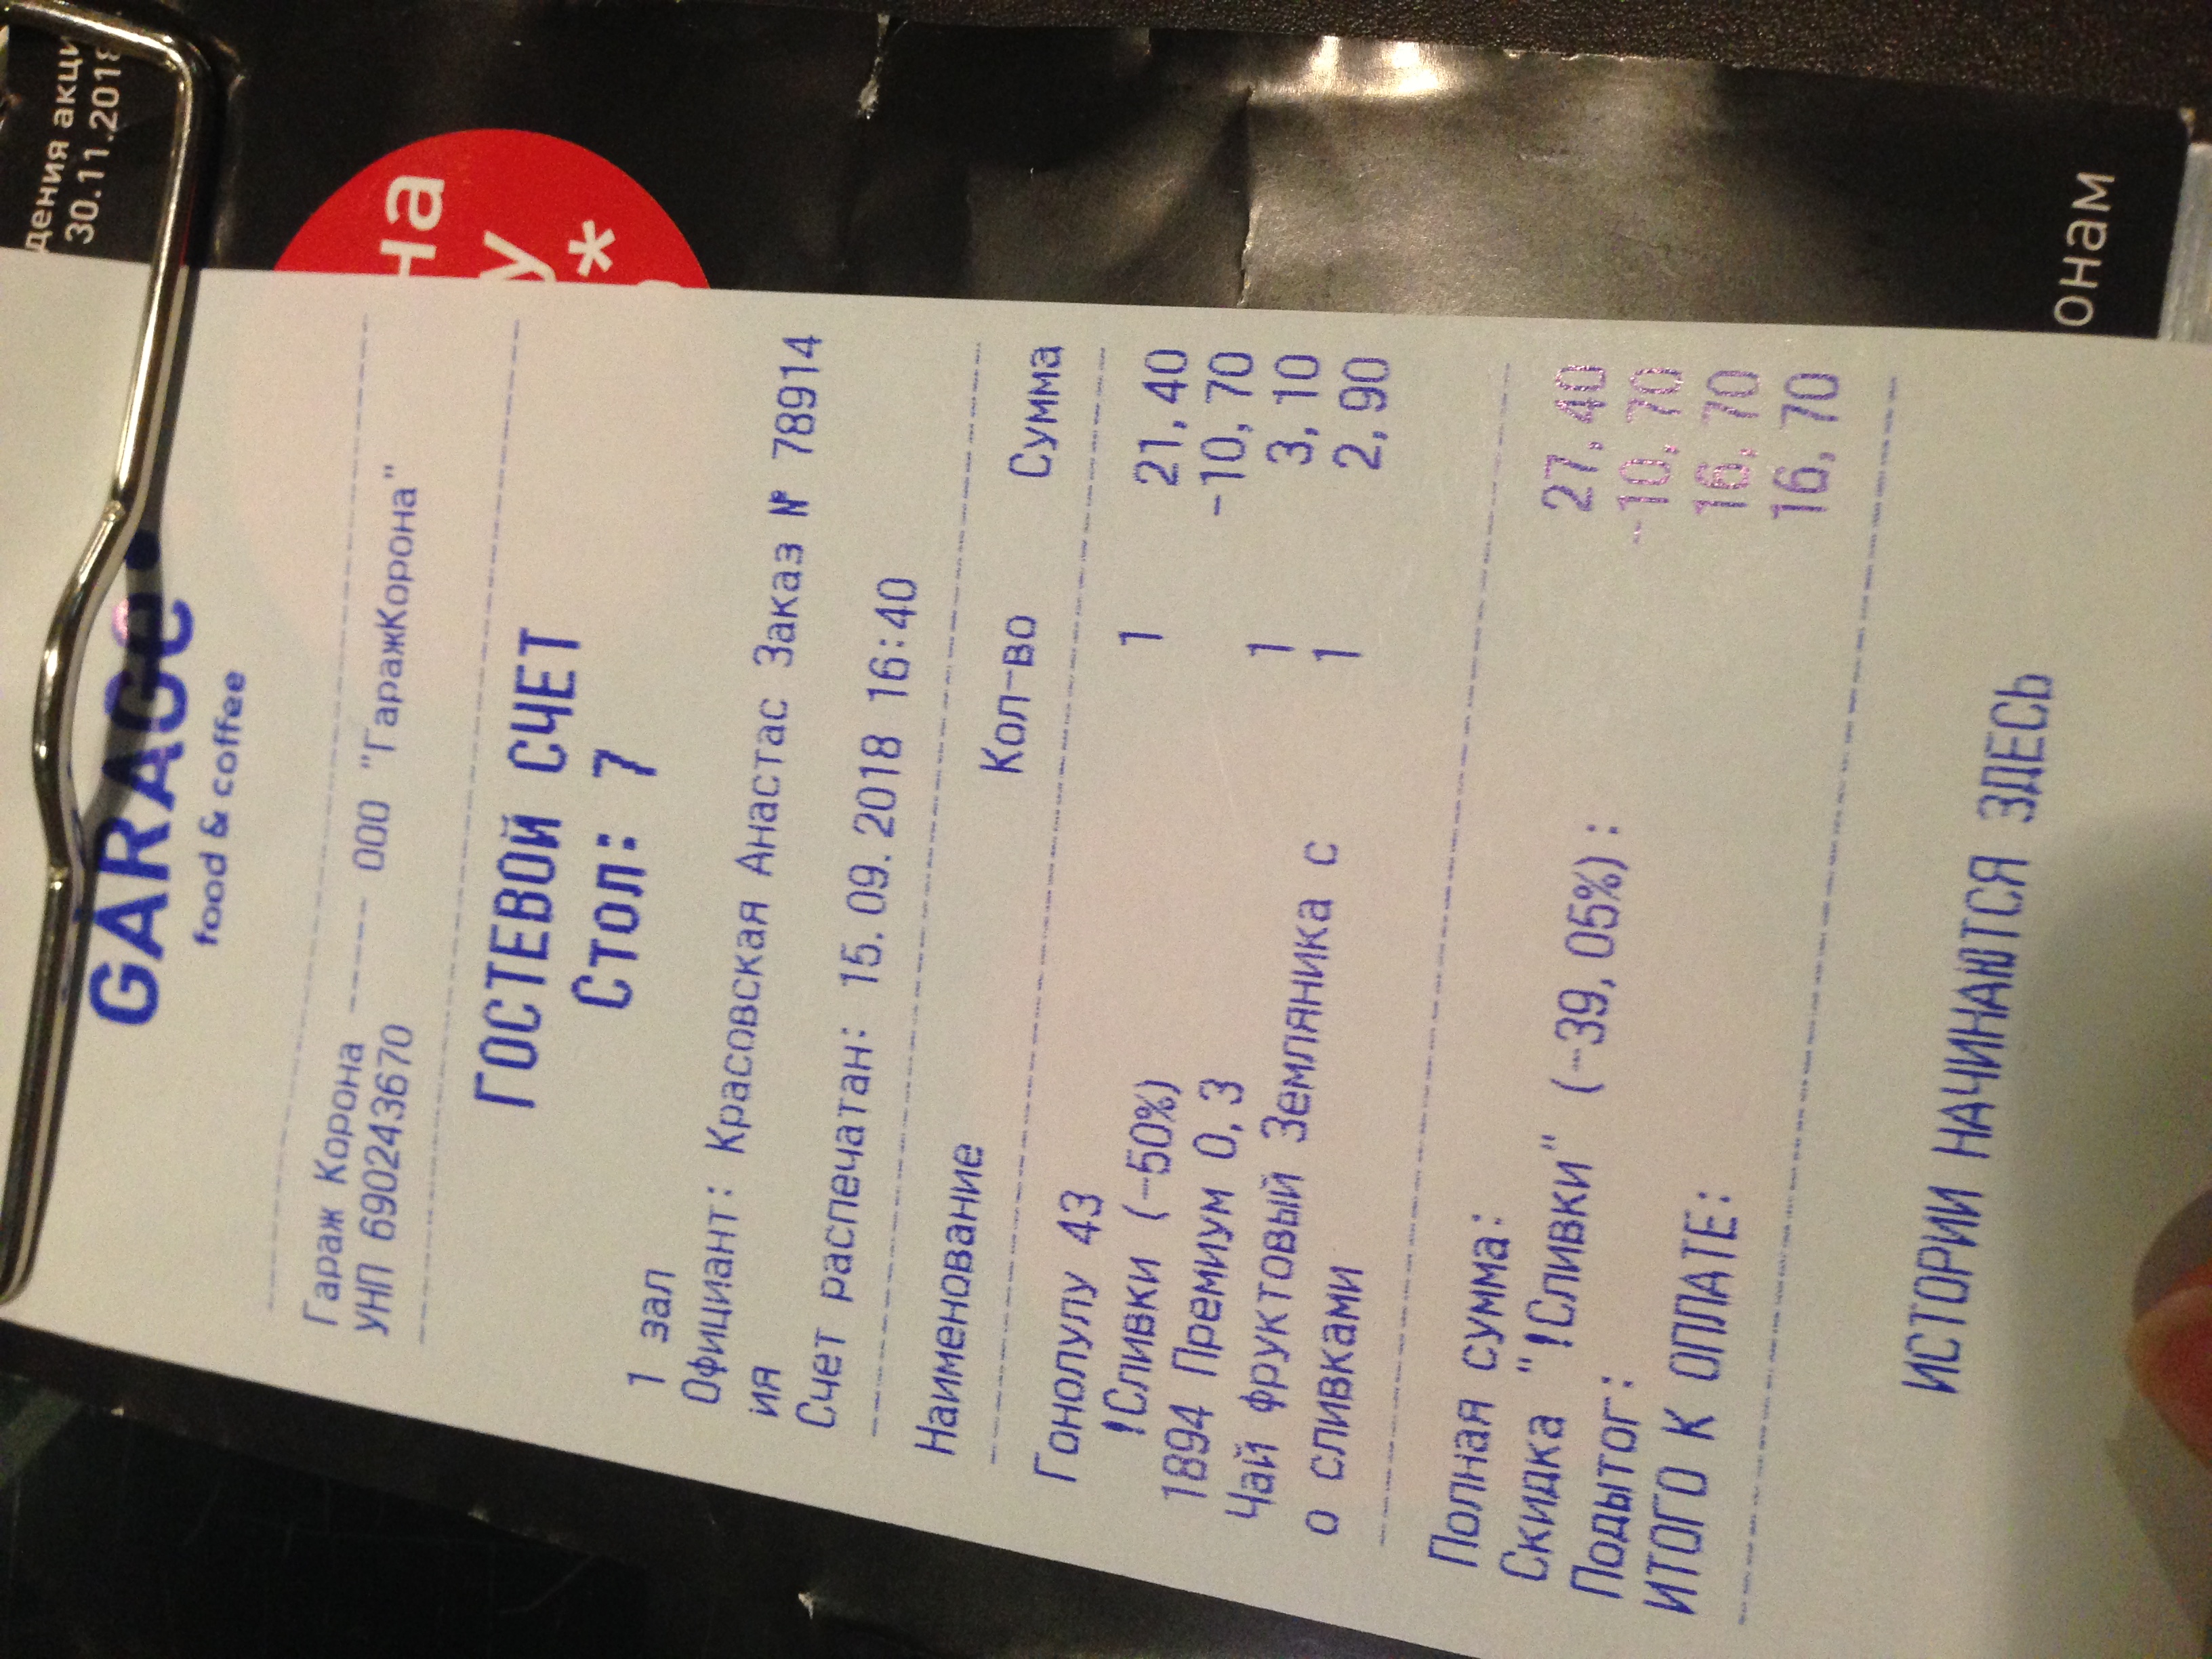 дения акци
30.11.2018
на
у
*
онам
GARAGe.
food & coffee
Гараж Корона ---- ООО "ГаражКорона"
УНП 690243670
ГОСТЕВОЙ СЧЕТ
Стол: 7
1 зал
Официант: Красовская Анастас Заказ № 78914
ия
Счет распечатан: 15.09.2018 16:40
Наименование Кол-во Сумма
Гонолулу 43 1 21,40
!Сливки (-50%) -10,70
1894 Премиум 0,3 1 3,10
Чай фруктовый Земляника с 1 2,90
о сливками
Полная сумма: 27,40
Скидка "!Сливки" (-39,05%): -10,70
Подытог: 16,70
ИТОГО К ОПЛАТЕ: 16,70
ИСТОРИИ НАЧИНАЮТСЯ ЗДЕСЬ